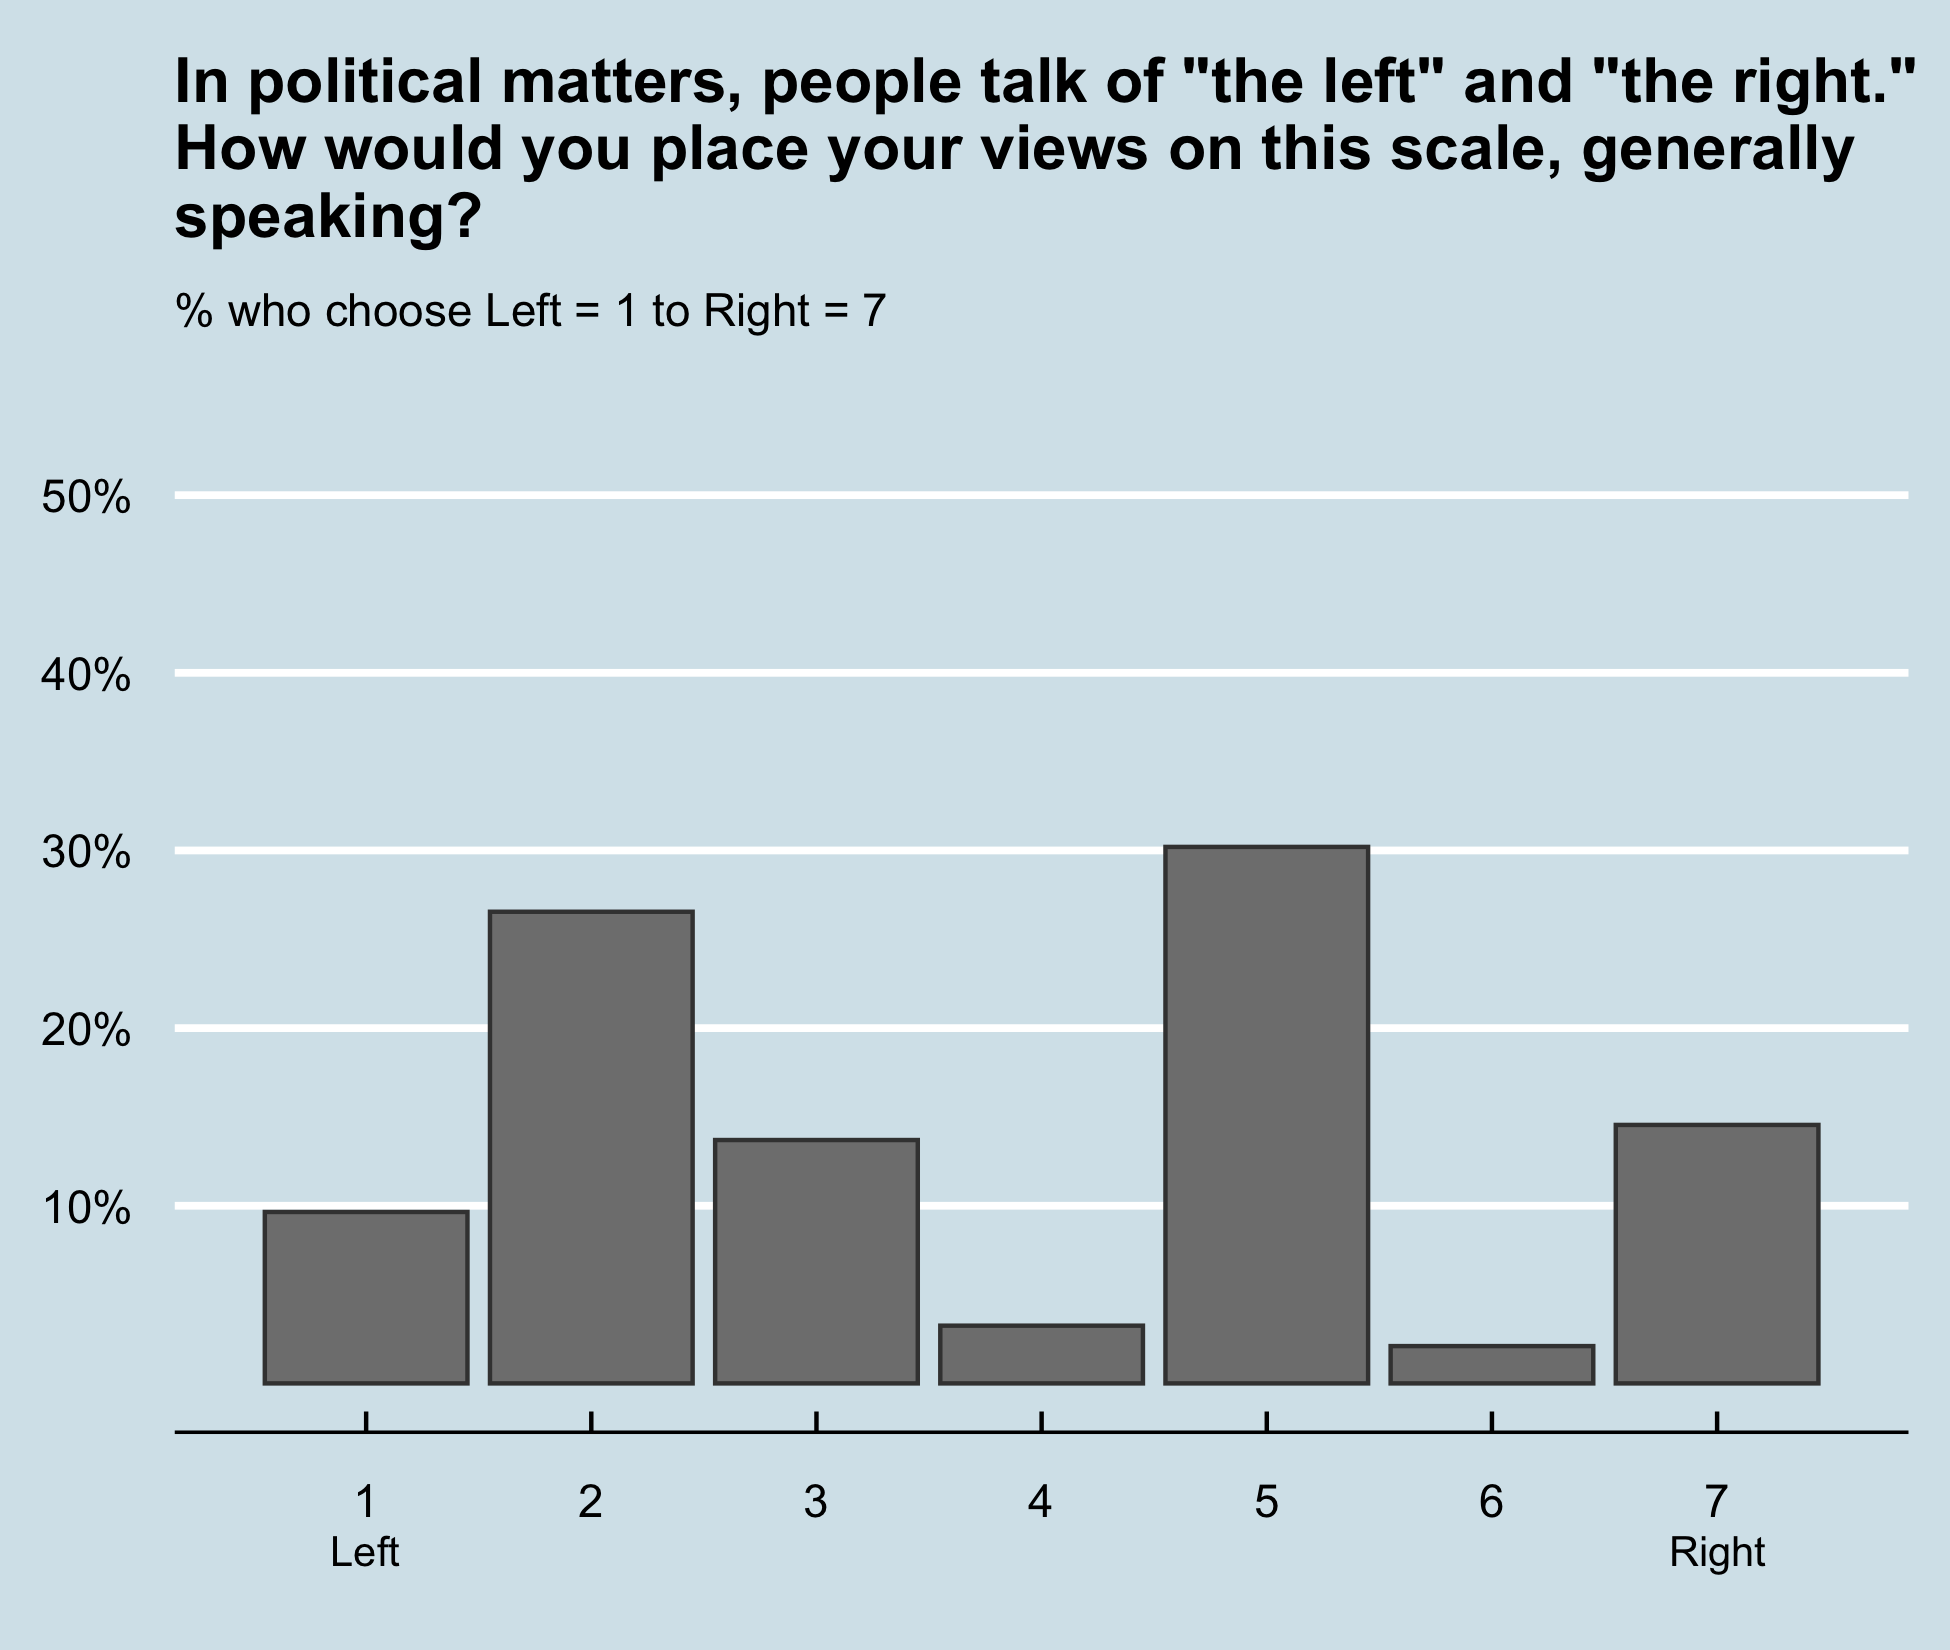 In political matters, people talk of "the left" and "the right."
How would you place your views on this scale, generally
speaking?
% who choose Left = 1 to Right = 7
50%
40%
30%
20%
10%
1 2 3 4 5 6 7
Left Right